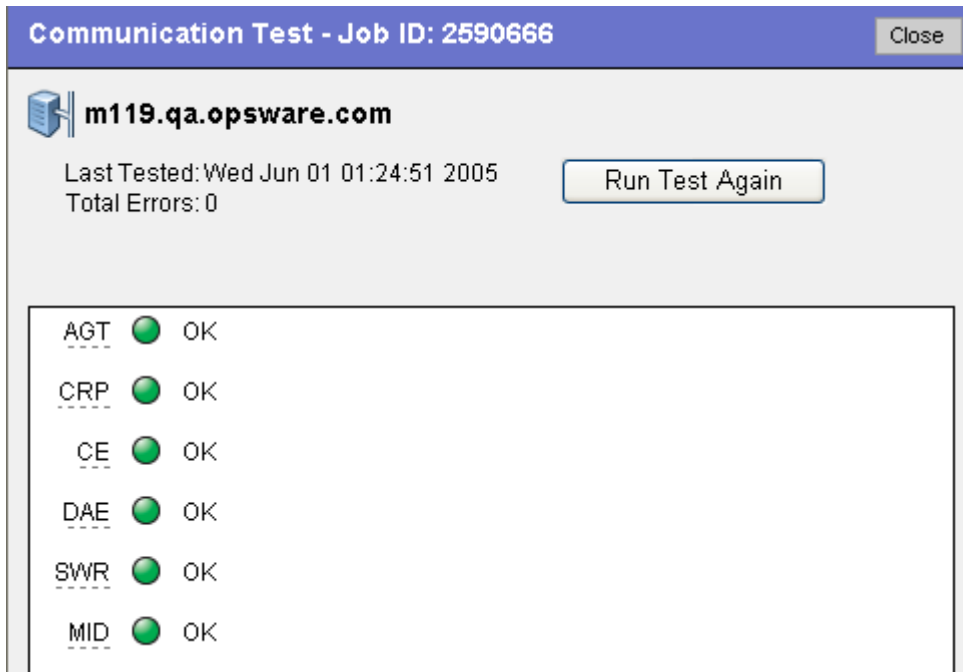 Communication Test - Job ID: 2590666
Close
m119.qa.opsware.com
Last Tested: Wed Jun 01 01:24:51 2005
Run Test Again
Total Errors: 0
AGT OK
CRP OK
CE OK
DAE OK
SWR OK
MID OK